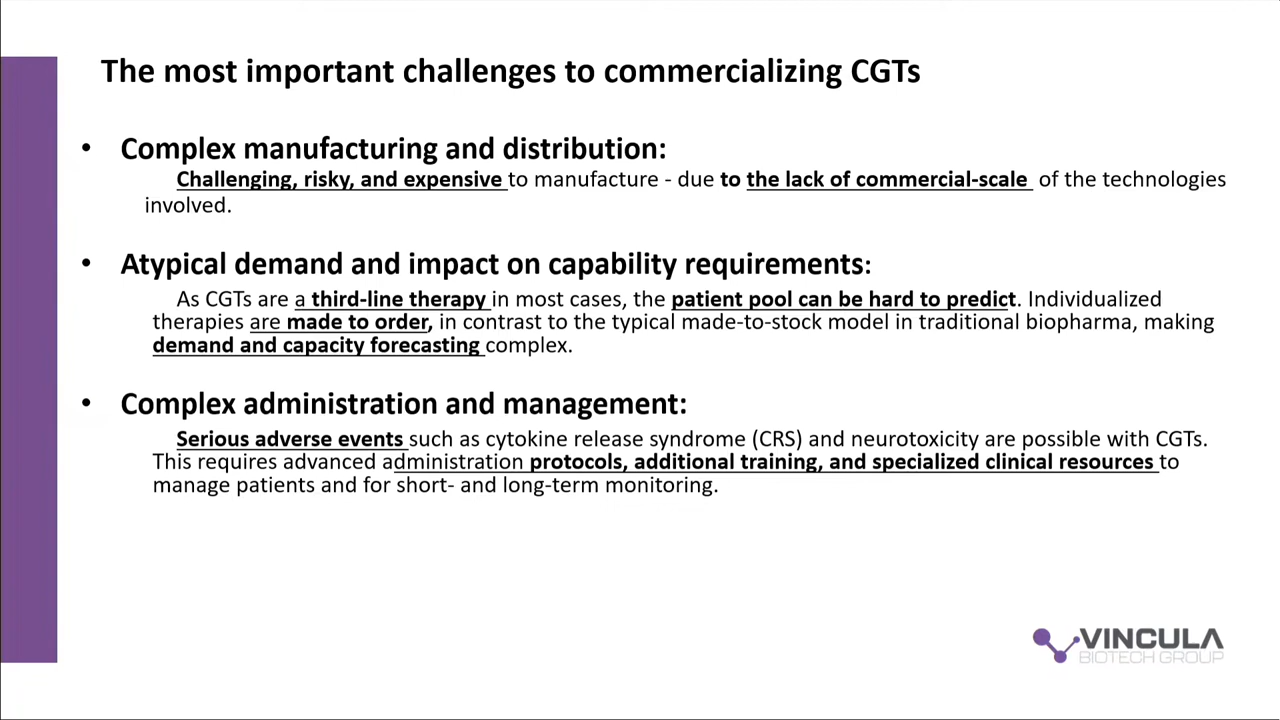 The most important challenges to commercializing CGTs
• Complex manufacturing and distribution:
Challenging, risky, and expensive to manufacture - due to the lack of commercial-scale of the technologies
involved.
• Atypical demand and impact on capability requirements:
As CGTs are a third-line therapy in most cases, the patient pool can be hard to predict. Individualized
therapies are made to order, in contrast to the typical made-to-stock model in traditional biopharma, making
demand and capacity forecasting complex.
• Complex administration and management:
Serious adverse events such as cytokine release syndrome (CRS) and neurotoxicity are possible with CGTs.
This requires advanced administration protocols, additional training, and specialized clinical resources to
manage patients and for short- and long-term monitoring.
VINCULA
BIOTECH GROUP